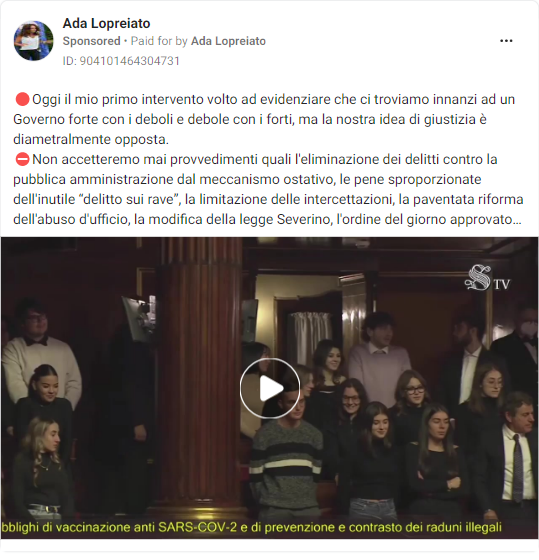 Ada Lopreiato
Sponsored • Paid for by Ada Lopreiato
ID: 904101464304731
🔴Oggi il mio primo intervento volto ad evidenziare che ci troviamo innanzi ad un
Governo forte con i deboli e debole con i forti, ma la nostra idea di giustizia è
diametralmente opposta.
⛔Non accetteremo mai provvedimenti quali l'eliminazione dei delitti contro la
pubblica amministrazione dal meccanismo ostativo, le pene sproporzionate
dell'inutile “delitto sui rave”, la limitazione delle intercettazioni, la paventata riforma
dell'abuso d'ufficio, la modifica della legge Severino, l'ordine del giorno approvato...
S TV
bblighi di vaccinazione anti SARS-COV-2 e di prevenzione e contrasto dei raduni illegali